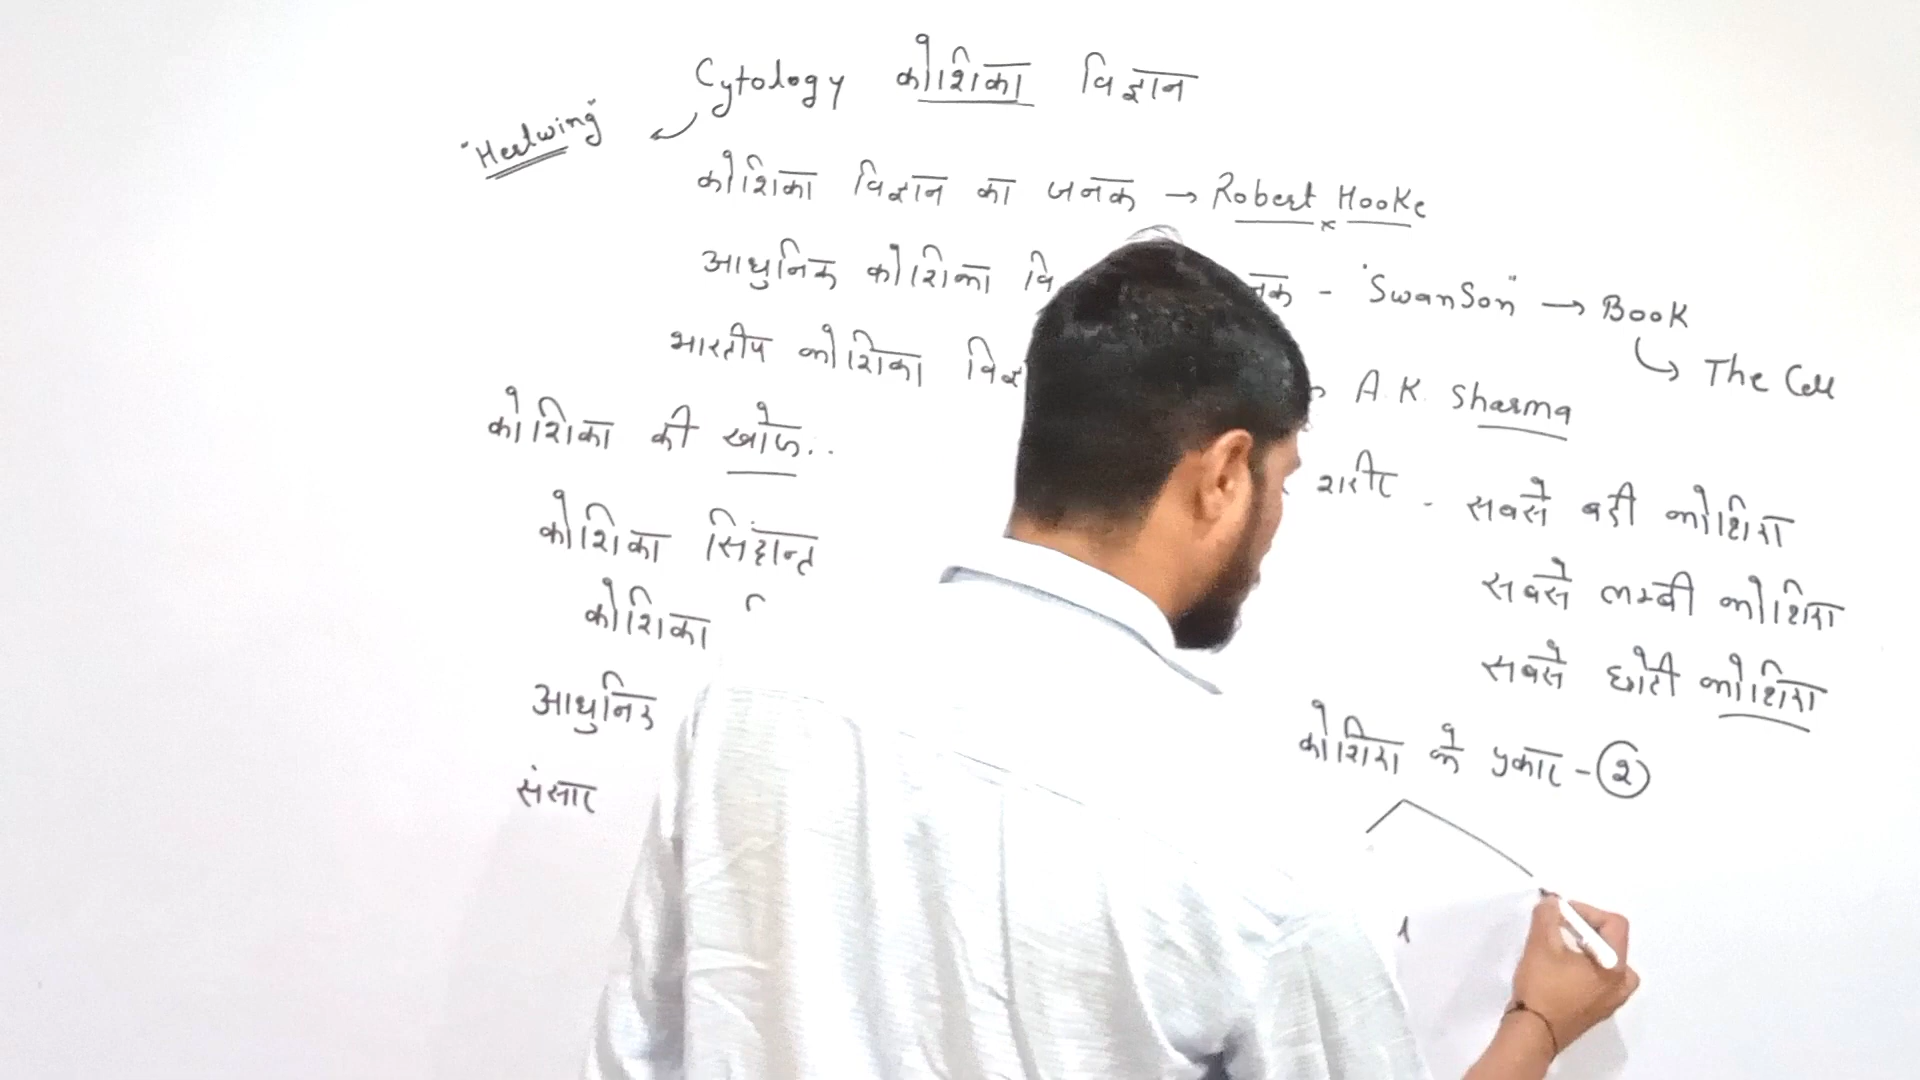 Cytology कोशिका विज्ञान
"Hertwing"
कोशिका विज्ञान का जनक → Robert Hooke
आधुनिक कोशिका वि - "Swanson" → Book
The Cell
भारतीय कोशिका A.K. Sharma
कोशिका की खोज..
कोशिका सिद्धान्त
कोशिका
संसार
शरीर - सबसे बड़ी कोशिका
सबसे लम्बी कोशिका
सबसे छोटी कोशिका
कोशिका के प्रकार - 2